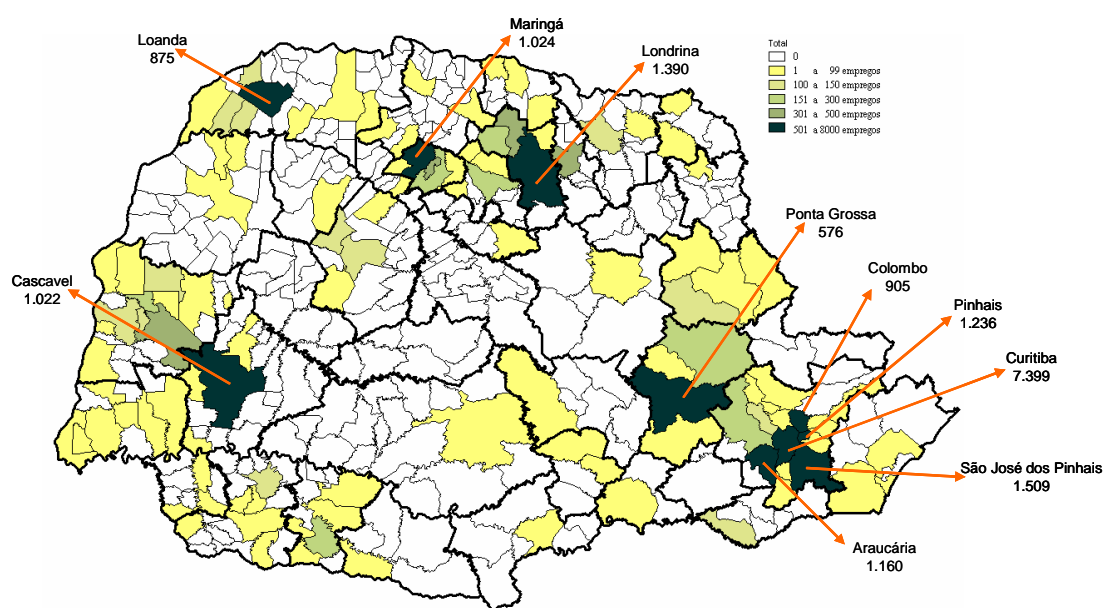 Maringá
1.024
Loanda
875
Londrina
1.390
Total
0
1 a 99 empregos
100 a 150 empregos
151 a 300 empregos
301 a 500 empregos
501 a 8000 empregos
Ponta Grossa
576
Colombo
905
Cascavel
1.022
Pinhais
1.236
Curitiba
7.399
São José dos Pinhais
1.509
Araucária
1.160